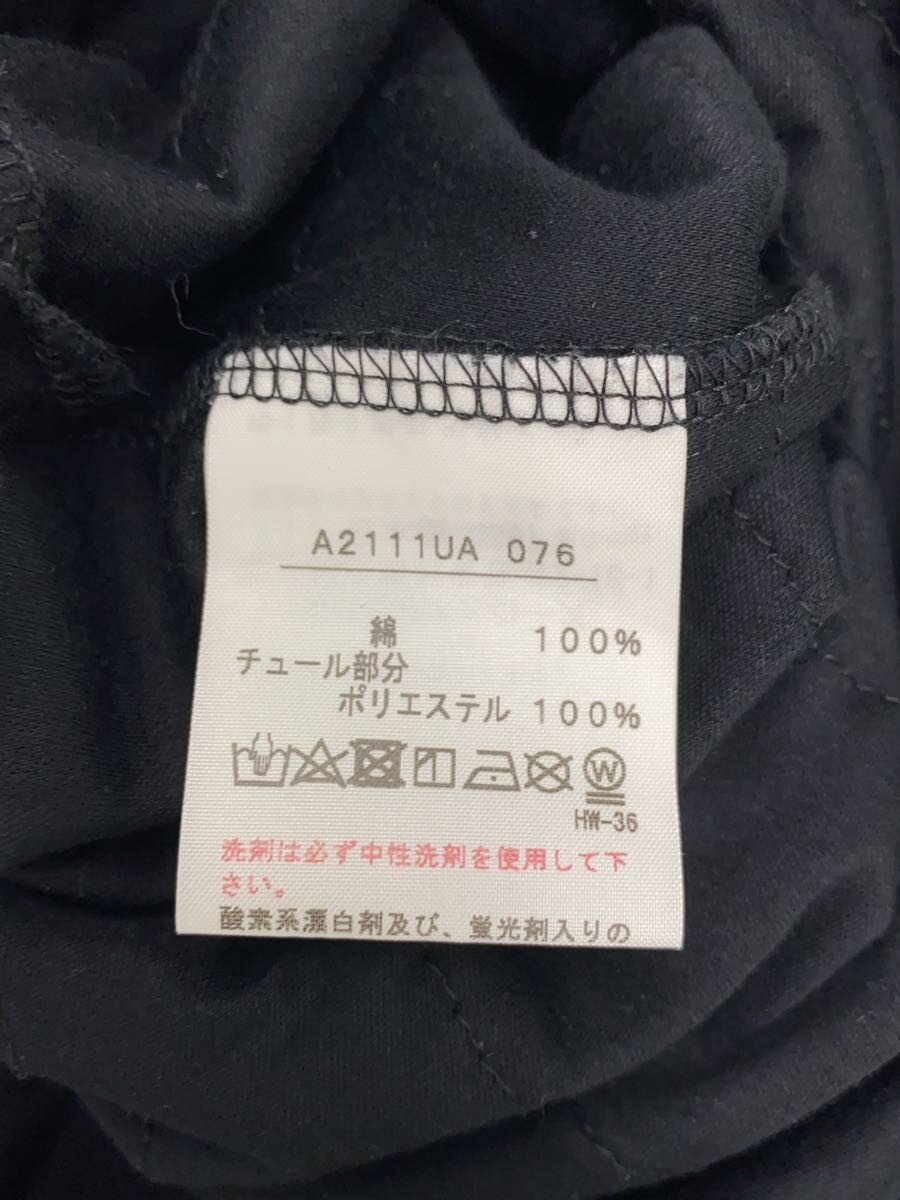 A2111UA 076
綿 100%
チュール部分
ポリエステル 100%
W
HW-36
洗剤は必ず中性洗剤を使用して下
さい。
酸素系漂白剤及び、蛍光剤入りの